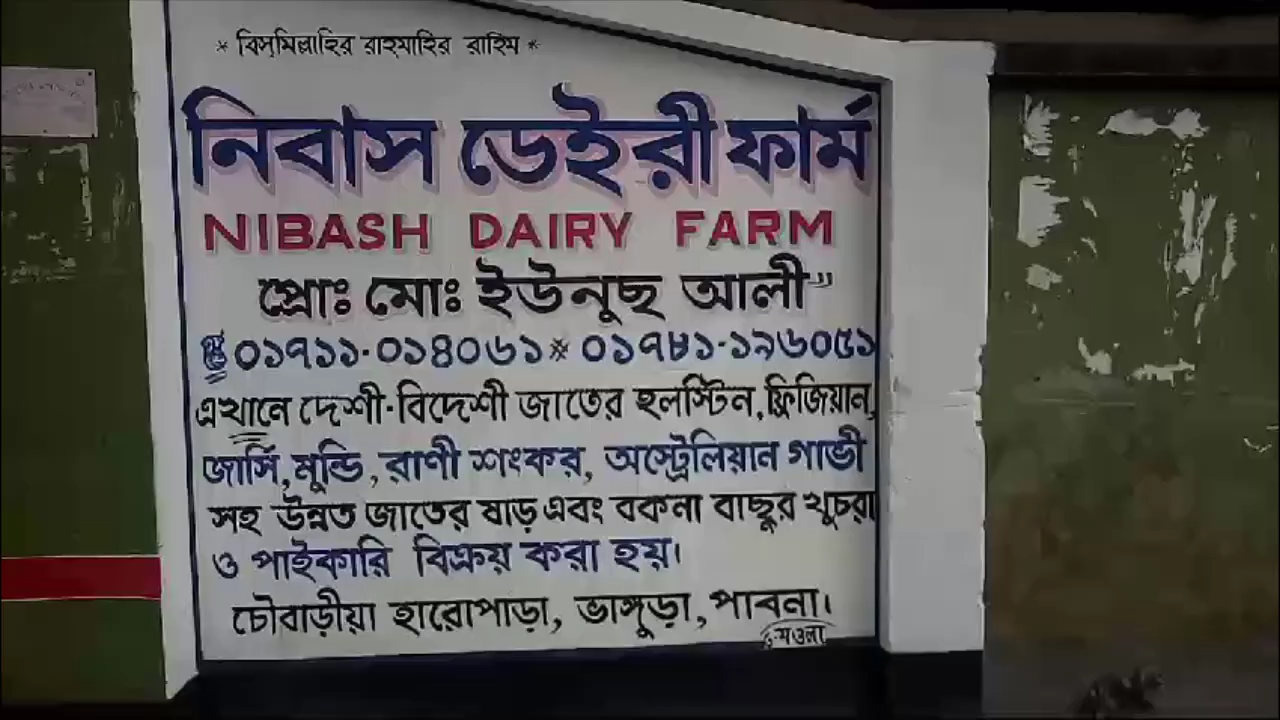 * বিসমিল্লাহির রাহমাহির রাহিম *
নিবাস ডেইরী ফার্ম
NIBASH DAIRY FARM
প্রোঃ মোঃ ইউনুছ আলী"
০১৭১১-০১৪০৬১ * ০১৭৮১-১৯৬০৫১
এখানে দেশী-বিদেশী জাতের হলস্টিন, ফ্রিজিয়ান,
জার্সি, মুন্ডি, রাণী শংকর, অস্ট্রেলিয়ান গাভী
সহ উন্নত জাতের ষাড় এবং বকনা বাছুর খুচরা
ও পাইকারি বিক্রয় করা হয়।
চৌবাড়ীয়া হারোপাড়া, ভাঙ্গুড়া, পাবনা।